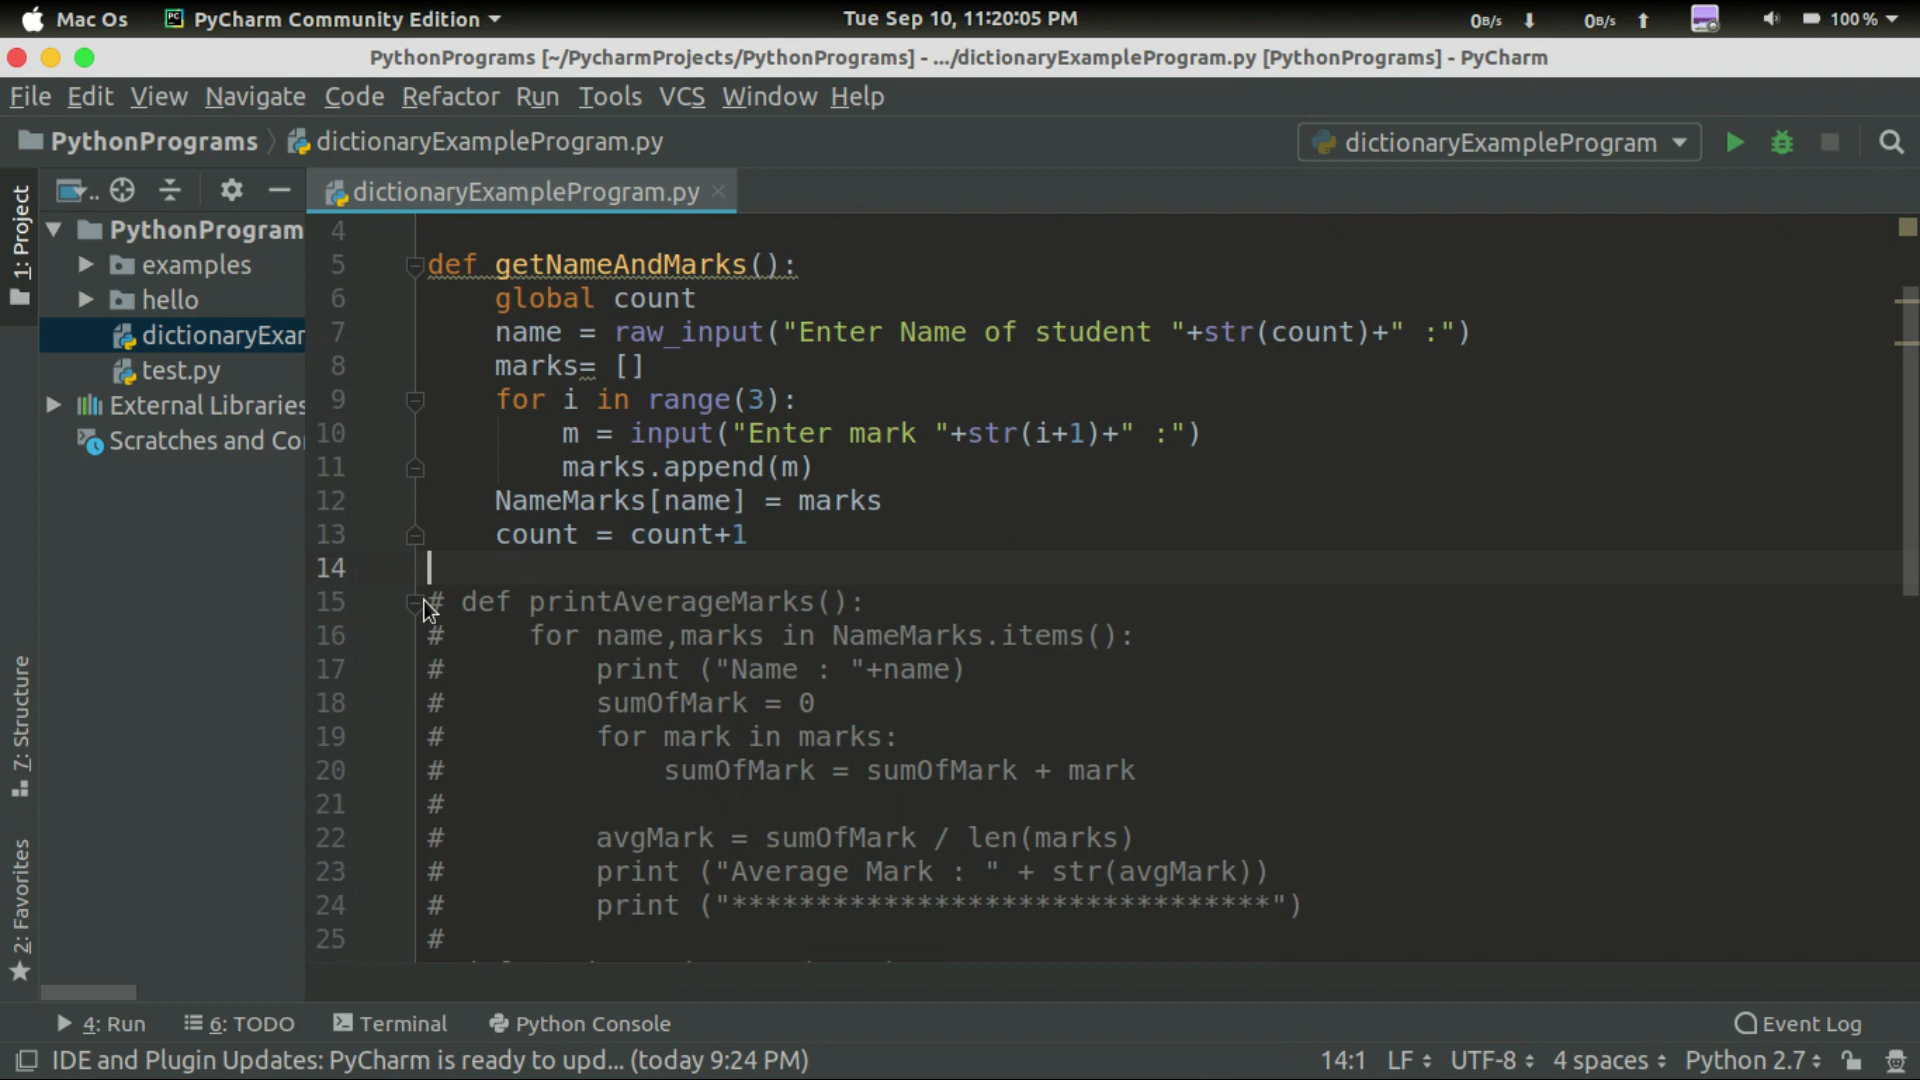 Mac Os PyCharm Community Edition Tue Sep 10, 11:20:05 PM 0B/s 0B/s 100 %
PythonPrograms [~/PycharmProjects/PythonPrograms] - .../dictionaryExampleProgram.py [PythonPrograms] - PyCharm
File Edit View Navigate Code Refactor Run Tools VCS Window Help
PythonPrograms dictionaryExampleProgram.py dictionaryExampleProgram
dictionaryExampleProgram.py
1: Project
PythonProgram
examples
hello
dictionaryExar
test.py
External Libraries
Scratches and Co
7: Structure
2: Favorites
4
5 def getNameAndMarks():
6     global count
7     name = raw_input("Enter Name of student "+str(count)+" :")
8     marks= []
9     for i in range(3):
10         m = input("Enter mark "+str(i+1)+" :")
11         marks.append(m)
12     NameMarks[name] = marks
13     count = count+1
14
15 # def printAverageMarks():
16 #     for name,marks in NameMarks.items():
17 #         print ("Name : "+name)
18 #         sumOfMark = 0
19 #         for mark in marks:
20 #             sumOfMark = sumOfMark + mark
21 #
22 #         avgMark = sumOfMark / len(marks)
23 #         print ("Average Mark : " + str(avgMark))
24 #         print ("********************************")
25 #
4: Run 6: TODO Terminal Python Console Event Log
IDE and Plugin Updates: PyCharm is ready to upd... (today 9:24 PM) 14:1 LF UTF-8 4 spaces Python 2.7